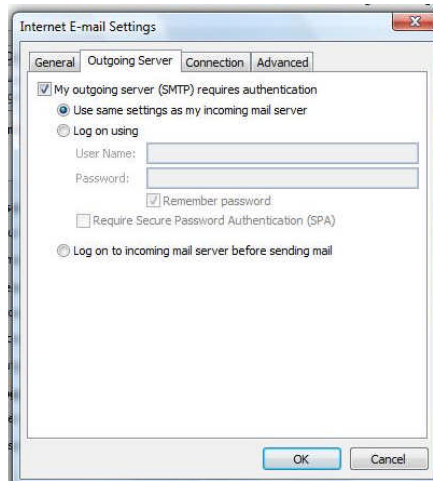 Internet E-mail Settings
General Outgoing Server Connection Advanced
My outgoing server (SMTP) requires authentication
Use same settings as my incoming mail server
Log on using
User Name:
Password:
Remember password
Require Secure Password Authentication (SPA)
Log on to incoming mail server before sending mail
OK Cancel